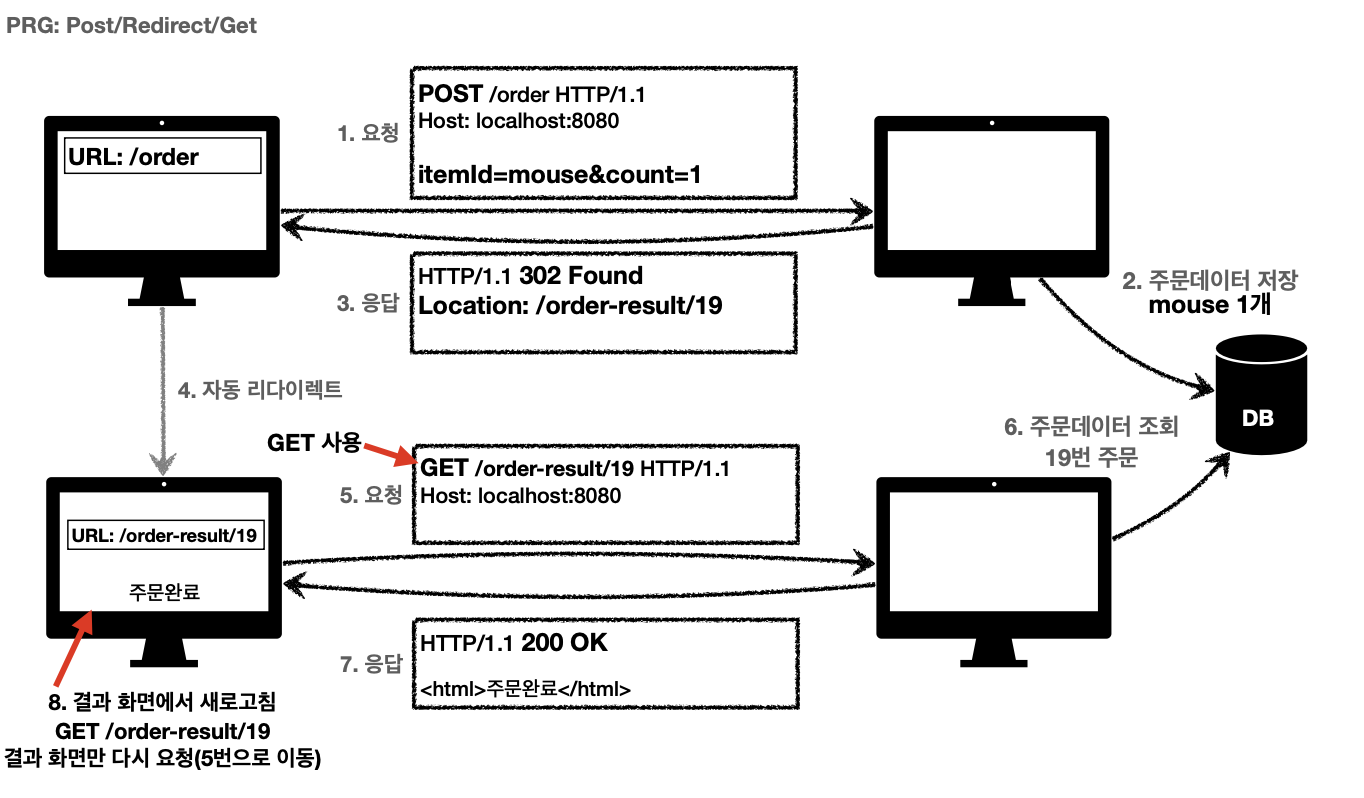 PRG: Post/Redirect/Get
URL: /order
1. 요청
POST /order HTTP/1.1
Host: localhost:8080
itemId=mouse&count=1
2. 주문데이터 저장
mouse 1개
DB
3. 응답
HTTP/1.1 302 Found
Location: /order-result/19
4. 자동 리다이렉트
GET 사용
5. 요청
GET /order-result/19 HTTP/1.1
Host: localhost:8080
6. 주문데이터 조회
19번 주문
URL: /order-result/19
주문완료
7. 응답
HTTP/1.1 200 OK
<html>주문완료</html>
8. 결과 화면에서 새로고침
GET /order-result/19
결과 화면만 다시 요청(5번으로 이동)